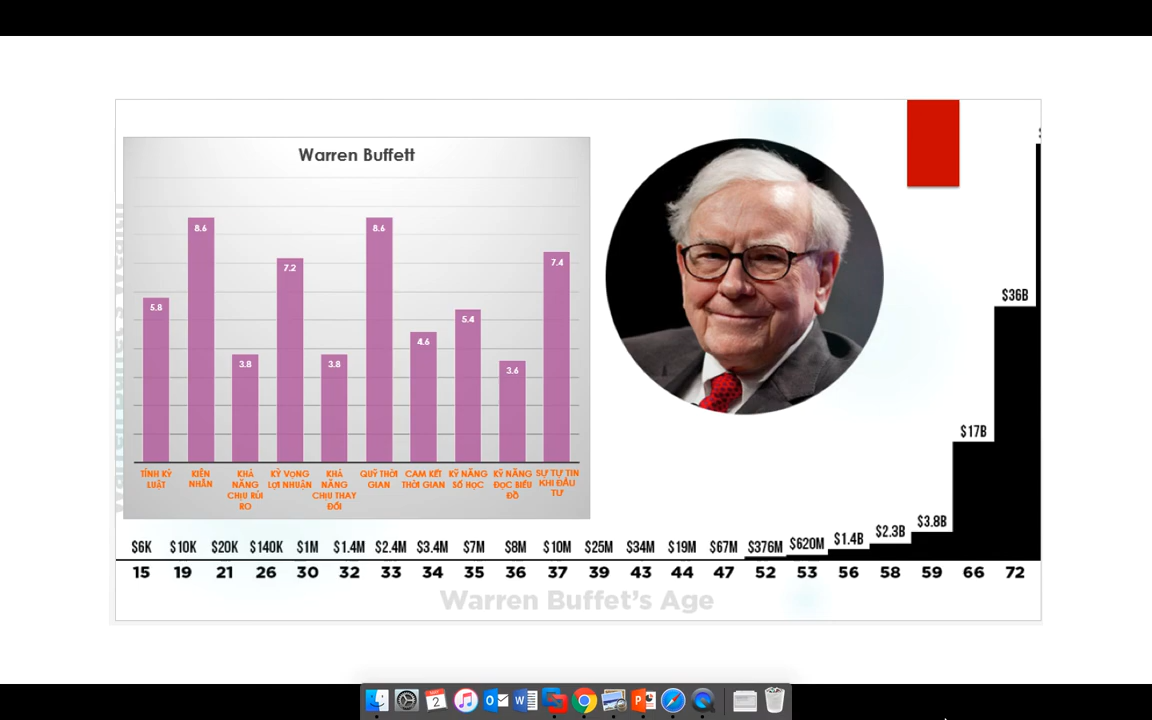 Warren Buffett
8.6
8.6
7.2
7.4
5.8
5.4
4.6
3.8
3.8
3.6
TÍNH KỶ LUẬT
KIÊN NHẪN
KHẢ NĂNG CHỊU RỦI RO
KỲ VỌNG LỢI NHUẬN
KHẢ NĂNG CHỊU THAY ĐỔI
QUỸ THỜI GIAN
CAM KẾT THỜI GIAN
KỸ NĂNG SỐ HỌC
KỸ NĂNG ĐỌC BIỂU ĐỒ
SỰ TỰ TIN KHI ĐẦU TƯ
$36B
$17B
$6K $10K $20K $140K $1M $1.4M $2.4M $3.4M $7M $8M $10M $25M $34M $19M $67M $376M $620M $1.4B $2.3B $3.8B
15 19 21 26 30 32 33 34 35 36 37 39 43 44 47 52 53 56 58 59 66 72
Warren Buffet's Age
2